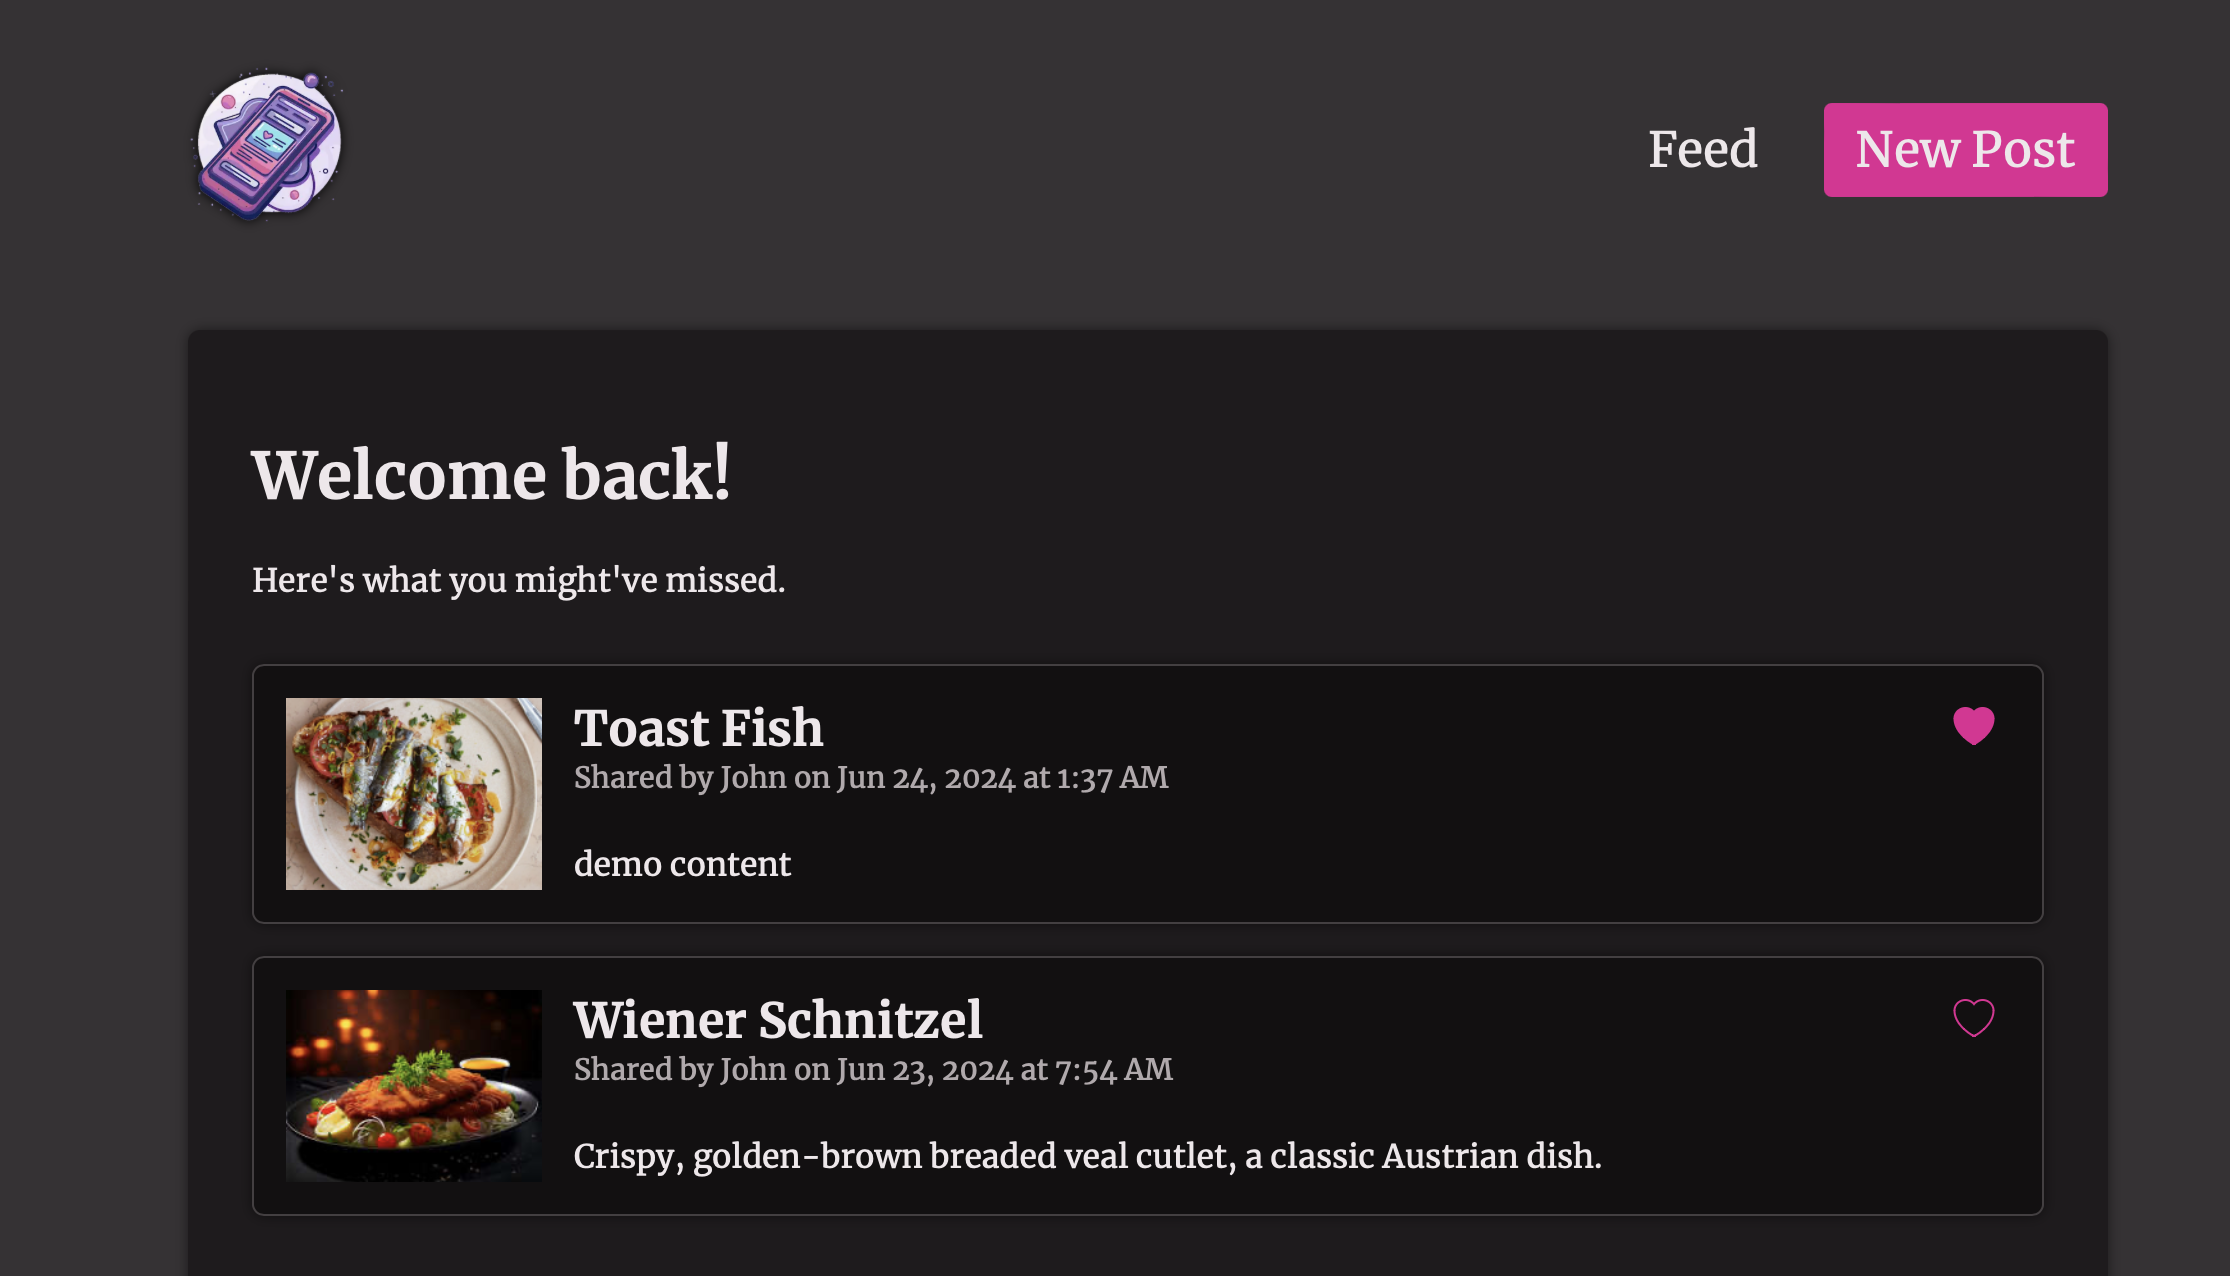 Feed
New Post
Welcome back!
Here's what you might've missed.
Toast Fish
Shared by John on Jun 24, 2024 at 1:37 AM
demo content
Wiener Schnitzel
Shared by John on Jun 23, 2024 at 7:54 AM
Crispy, golden-brown breaded veal cutlet, a classic Austrian dish.